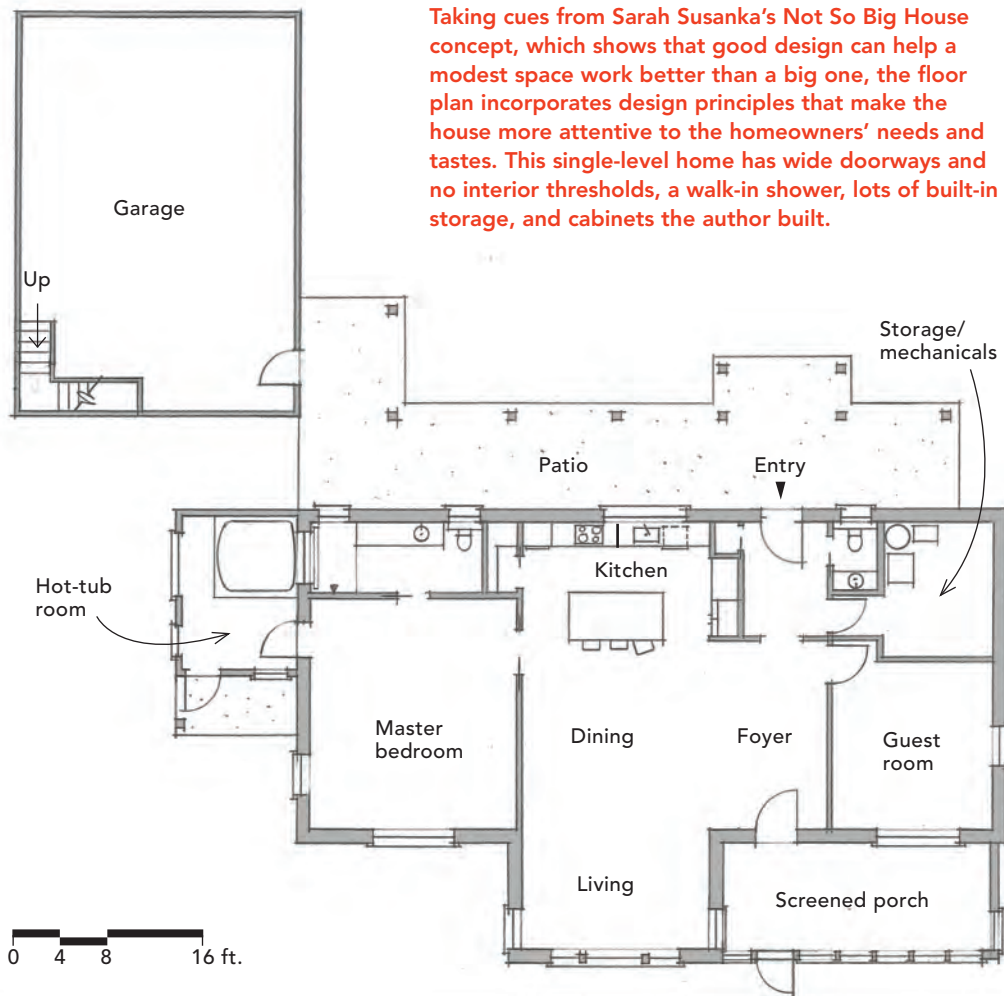 Taking cues from Sarah Susanka's Not So Big House
concept, which shows that good design can help a
modest space work better than a big one, the floor
plan incorporates design principles that make the
house more attentive to the homeowners' needs and
tastes. This single-level home has wide doorways and
no interior thresholds, a walk-in shower, lots of built-in
storage, and cabinets the author built.
Garage
Up
Storage/
mechanicals
Patio
Entry
Kitchen
Hot-tub
room
Master
bedroom
Dining
Foyer
Guest
room
Living
Screened porch
0 4 8 16 ft.